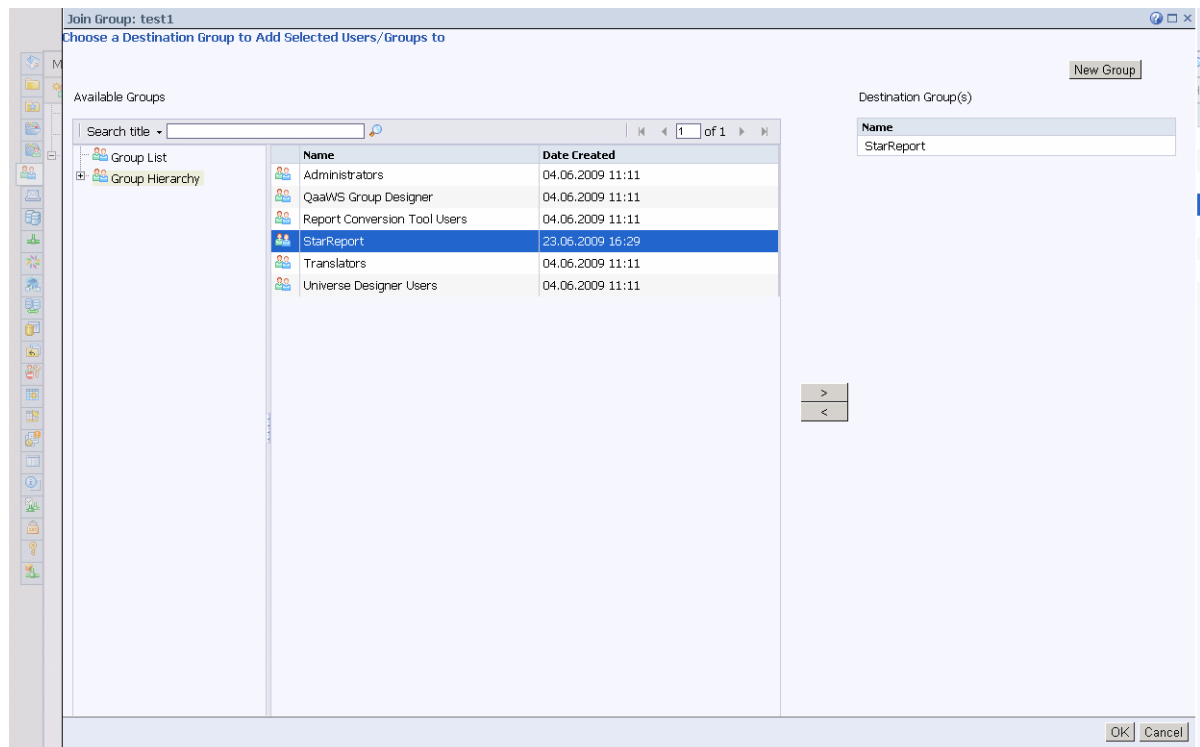 Join Group: test1
Choose a Destination Group to Add Selected Users/Groups to
M
New Group
Available Groups
Destination Group(s)
Search title
1 of 1
Name
StarReport
Group List
Group Hierarchy
Name Date Created
Administrators 04.06.2009 11:11
QaaWS Group Designer 04.06.2009 11:11
Report Conversion Tool Users 04.06.2009 11:11
StarReport 23.06.2009 16:29
Translators 04.06.2009 11:11
Universe Designer Users 04.06.2009 11:11
>
<
OK Cancel